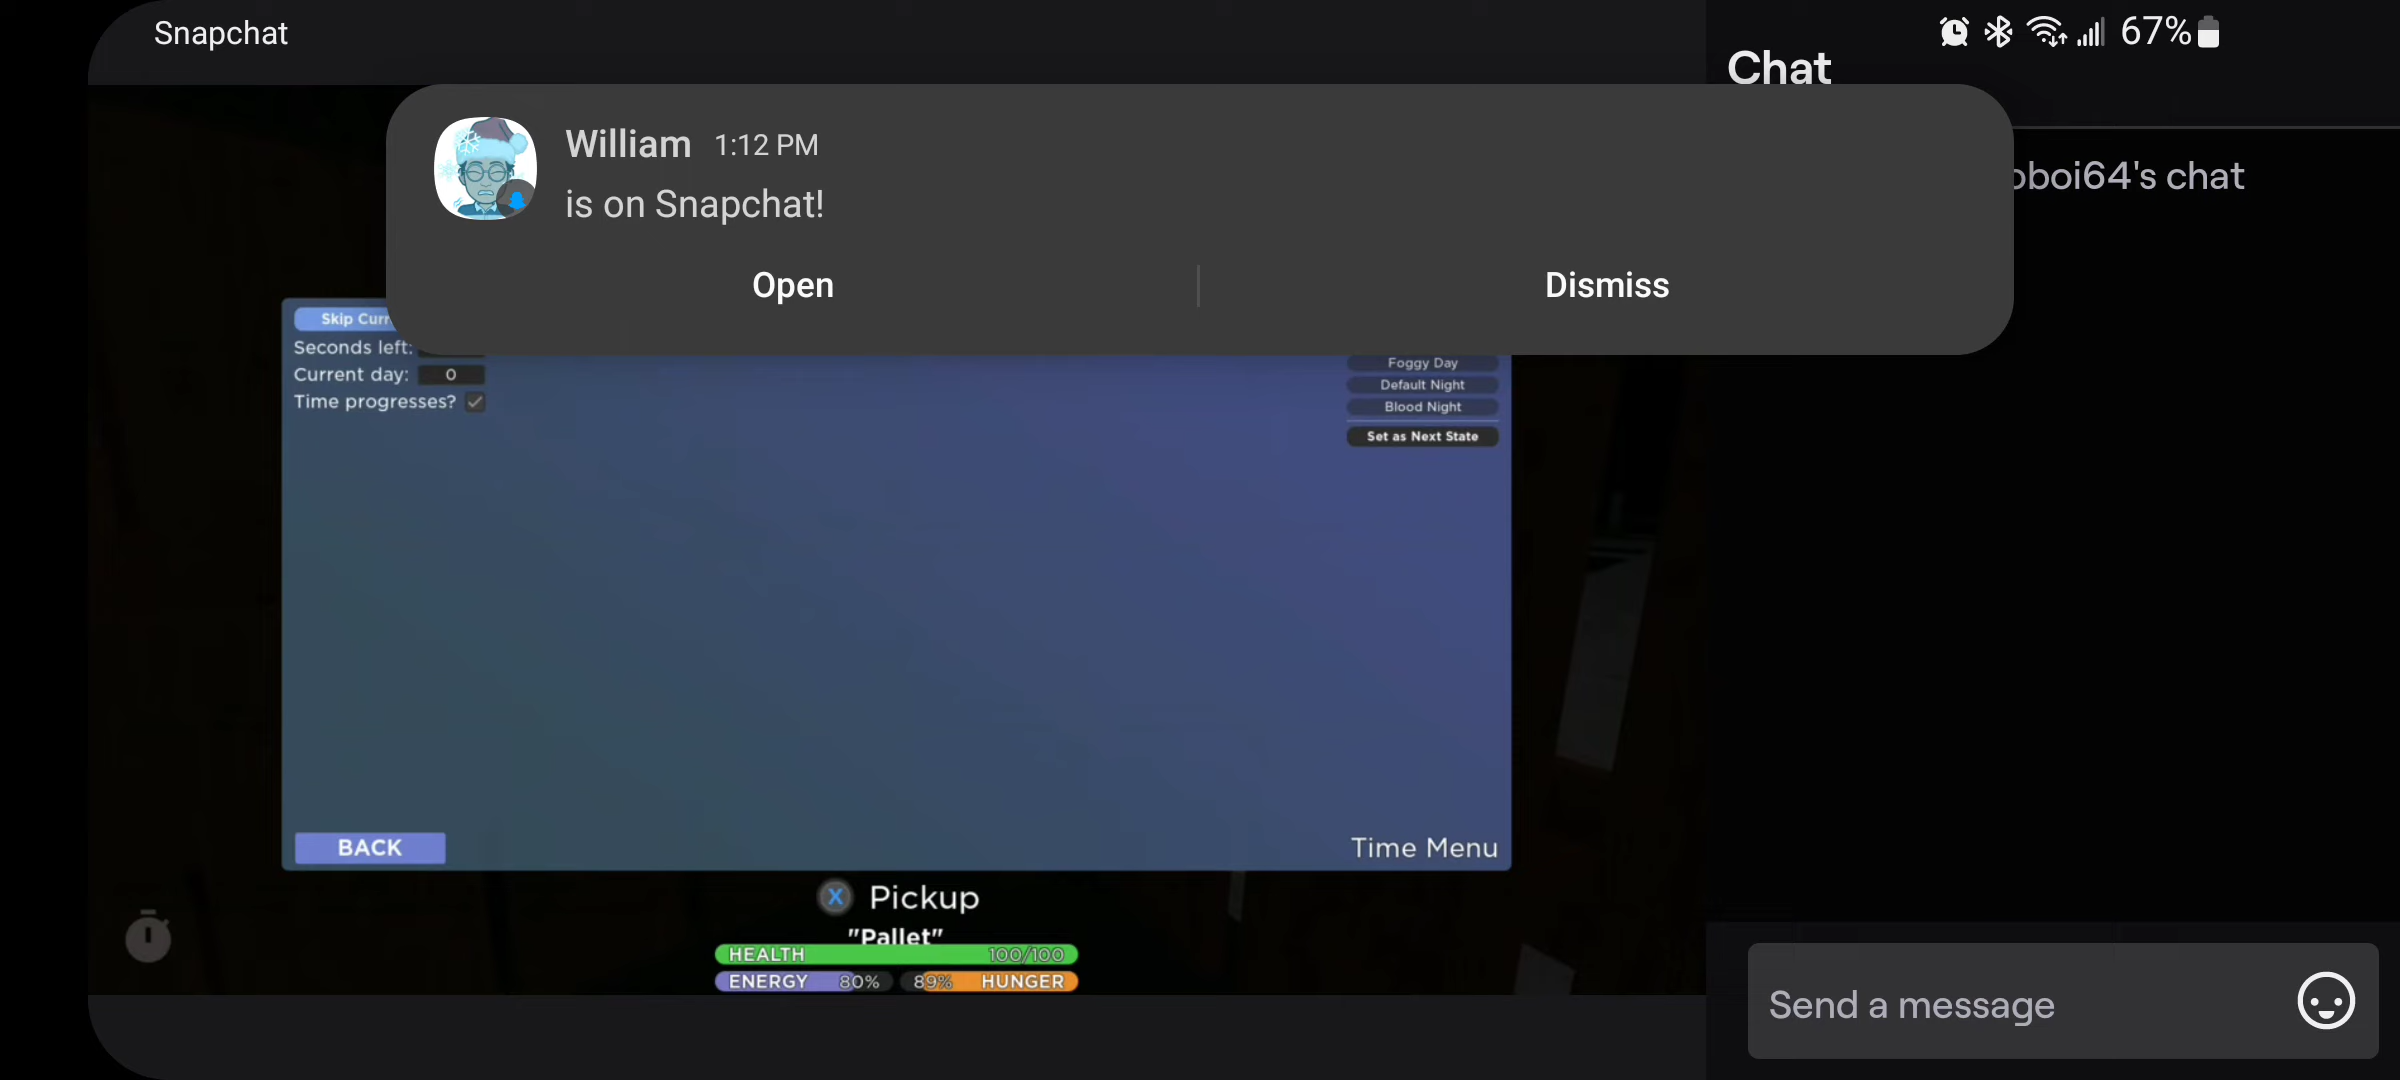 Snapchat
67%
Chat
William 1:12 PM
is on Snapchat!
Open
Dismiss
boi64's chat
Skip Curr
Seconds left:
Current day: 0
Time progresses?
Foggy Day
Default Night
Blood Night
Set as Next State
BACK
Time Menu
X Pickup
"Pallet"
HEALTH 100/100
ENERGY 80% 89% HUNGER
Send a message